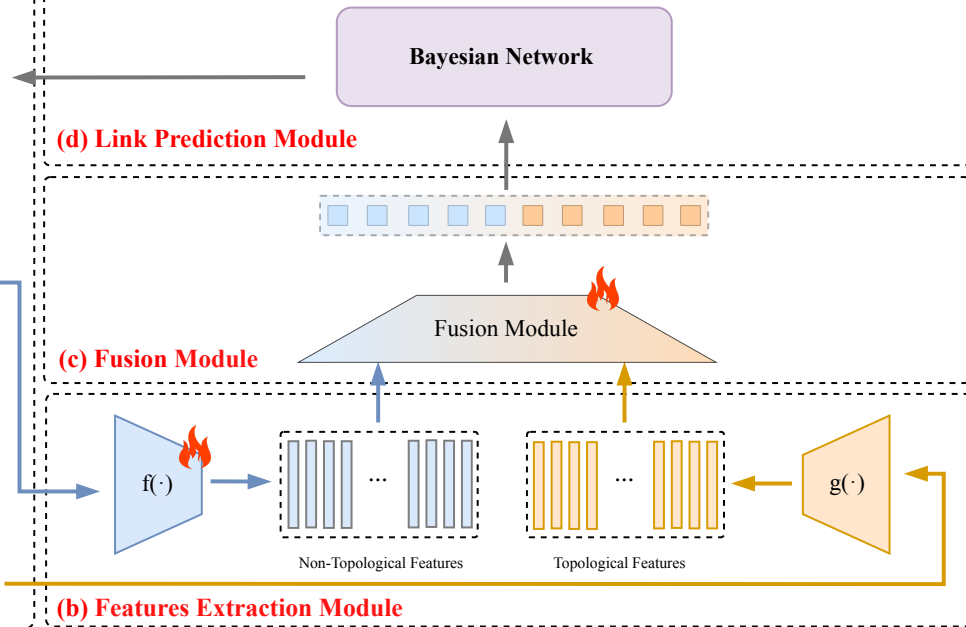 Bayesian Network
(d) Link Prediction Module
Fusion Module
(c) Fusion Module
f(·)
...
...
g(·)
Non-Topological Features
Topological Features
(b) Features Extraction Module